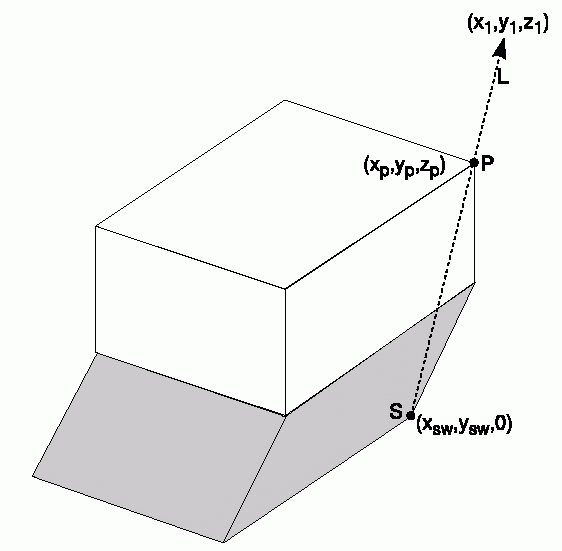 (x1,y1,z1)
L
(xp,yp,zp) P
S (xsw,ysw,0)